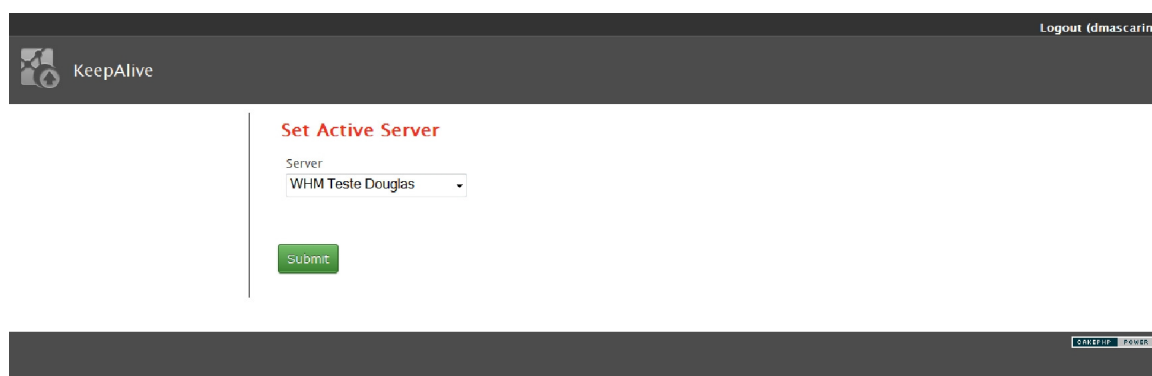 Logout (dmascarin
KeepAlive
Set Active Server
Server
WHM Teste Douglas
Submit
CAKEPHP POWER